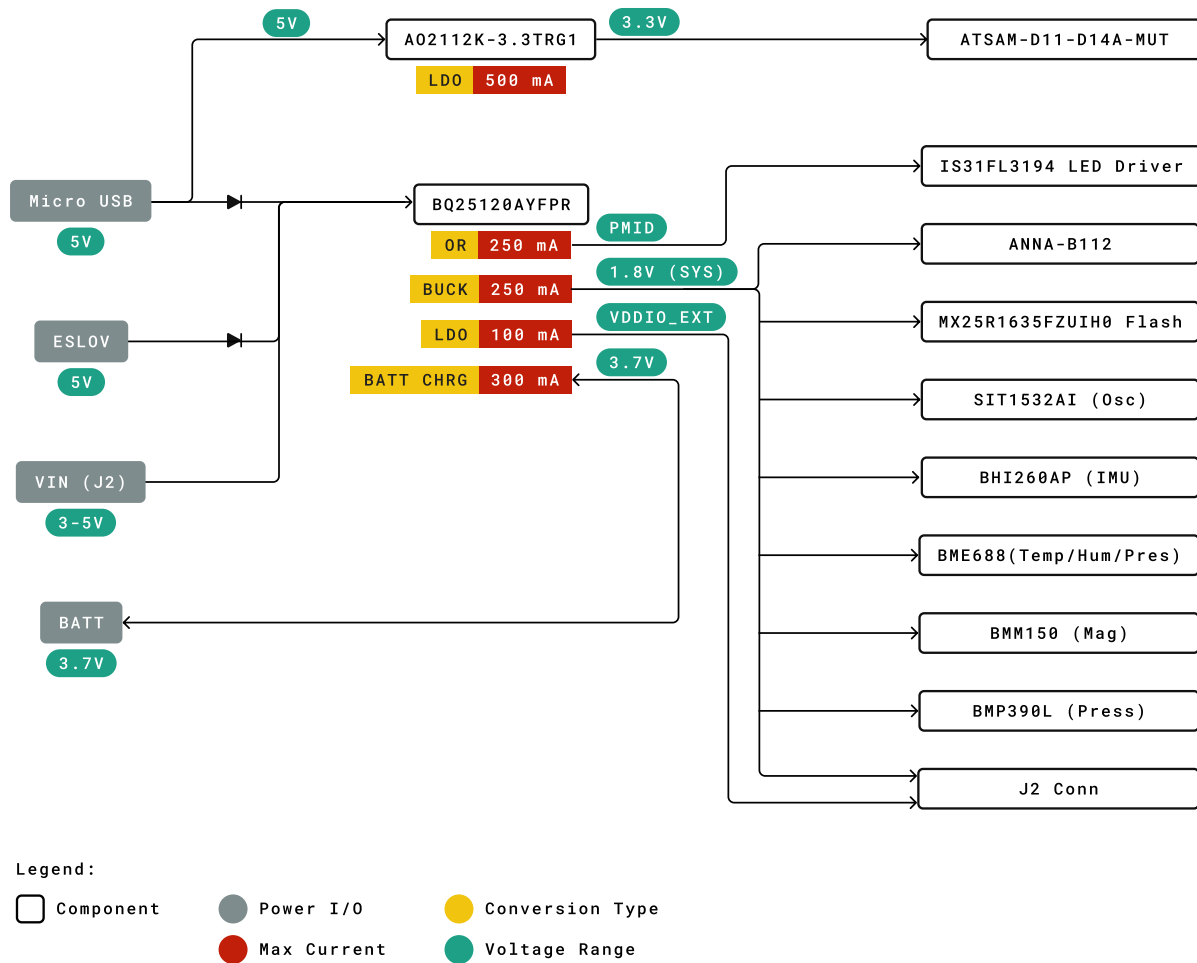 5V
AO2112K-3.3TRG1
3.3V
ATSAM-D11-D14A-MUT
LDO 500 mA
IS31FL3194 LED Driver
Micro USB
5V
BQ25120AYFPR
PMID
OR 250 mA
ANNA-B112
1.8V (SYS)
BUCK 250 mA
VDDIO_EXT
MX25R1635FZUIH0 Flash
LDO 100 mA
ESLOV
5V
3.7V
BATT CHRG 300 mA
SIT1532AI (Osc)
VIN (J2)
3-5V
BHI260AP (IMU)
BME688(Temp/Hum/Pres)
BATT
3.7V
BMM150 (Mag)
BMP390L (Press)
J2 Conn
Legend:
Component
Power I/O
Conversion Type
Max Current
Voltage Range